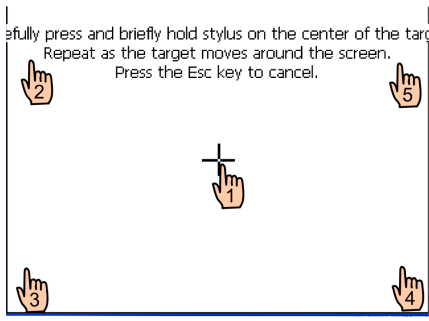 efully press and briefly hold stylus on the center of the targ
Repeat as the target moves around the screen.
Press the Esc key to cancel.
2
5
1
3
4